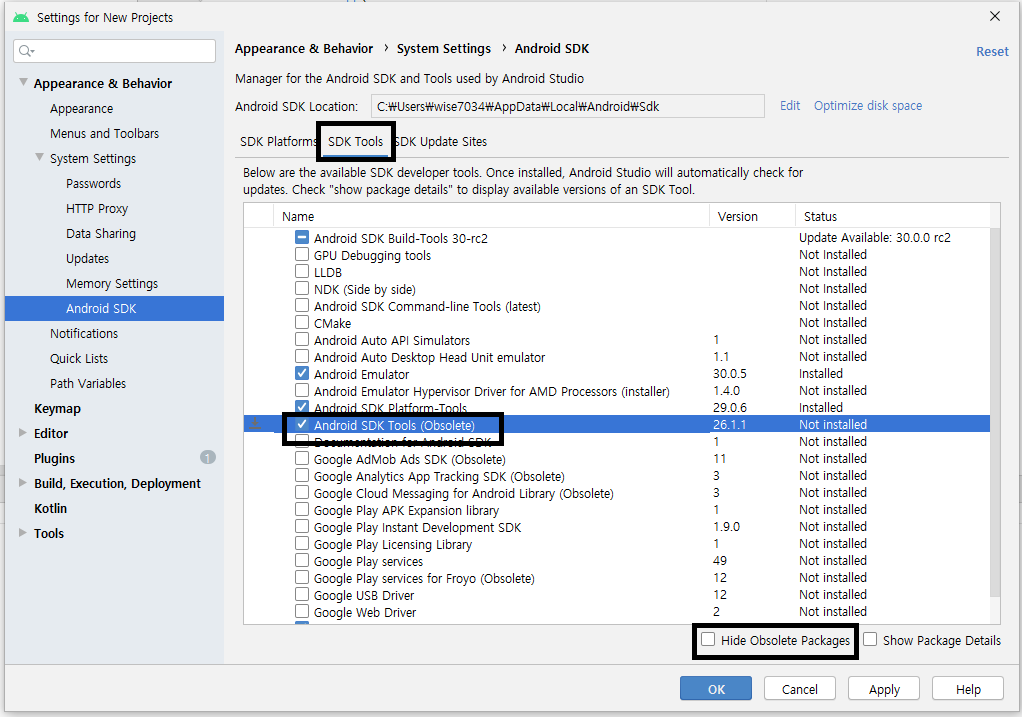 Settings for New Projects
Appearance & Behavior
Appearance
Menus and Toolbars
System Settings
Passwords
HTTP Proxy
Data Sharing
Updates
Memory Settings
Android SDK
Notifications
Quick Lists
Path Variables
Keymap
Editor
Plugins 1
Build, Execution, Deployment
Kotlin
Tools
Appearance & Behavior › System Settings › Android SDK Reset
Manager for the Android SDK and Tools used by Android Studio
Android SDK Location: C:₩Users₩wise7034₩AppData₩Local₩Android₩Sdk Edit Optimize disk space
SDK Platforms SDK Tools SDK Update Sites
Below are the available SDK developer tools. Once installed, Android Studio will automatically check for
updates. Check "show package details" to display available versions of an SDK Tool.
Name Version Status
Android SDK Build-Tools 30-rc2 Update Available: 30.0.0 rc2
GPU Debugging tools Not Installed
LLDB Not Installed
NDK (Side by side) Not Installed
Android SDK Command-line Tools (latest) Not Installed
CMake Not Installed
Android Auto API Simulators 1 Not installed
Android Auto Desktop Head Unit emulator 1.1 Not installed
Android Emulator 30.0.5 Installed
Android Emulator Hypervisor Driver for AMD Processors (installer) 1.4.0 Not installed
Android SDK Platform-Tools 29.0.6 Installed
Android SDK Tools (Obsolete) 26.1.1 Not installed
Documentation for Android SDK 1 Not installed
Google AdMob Ads SDK (Obsolete) 11 Not installed
Google Analytics App Tracking SDK (Obsolete) 3 Not installed
Google Cloud Messaging for Android Library (Obsolete) 3 Not installed
Google Play APK Expansion library 1 Not installed
Google Play Instant Development SDK 1.9.0 Not installed
Google Play Licensing Library 1 Not installed
Google Play services 49 Not installed
Google Play services for Froyo (Obsolete) 12 Not installed
Google USB Driver 12 Not installed
Google Web Driver 2 Not installed
Hide Obsolete Packages Show Package Details
OK Cancel Apply Help